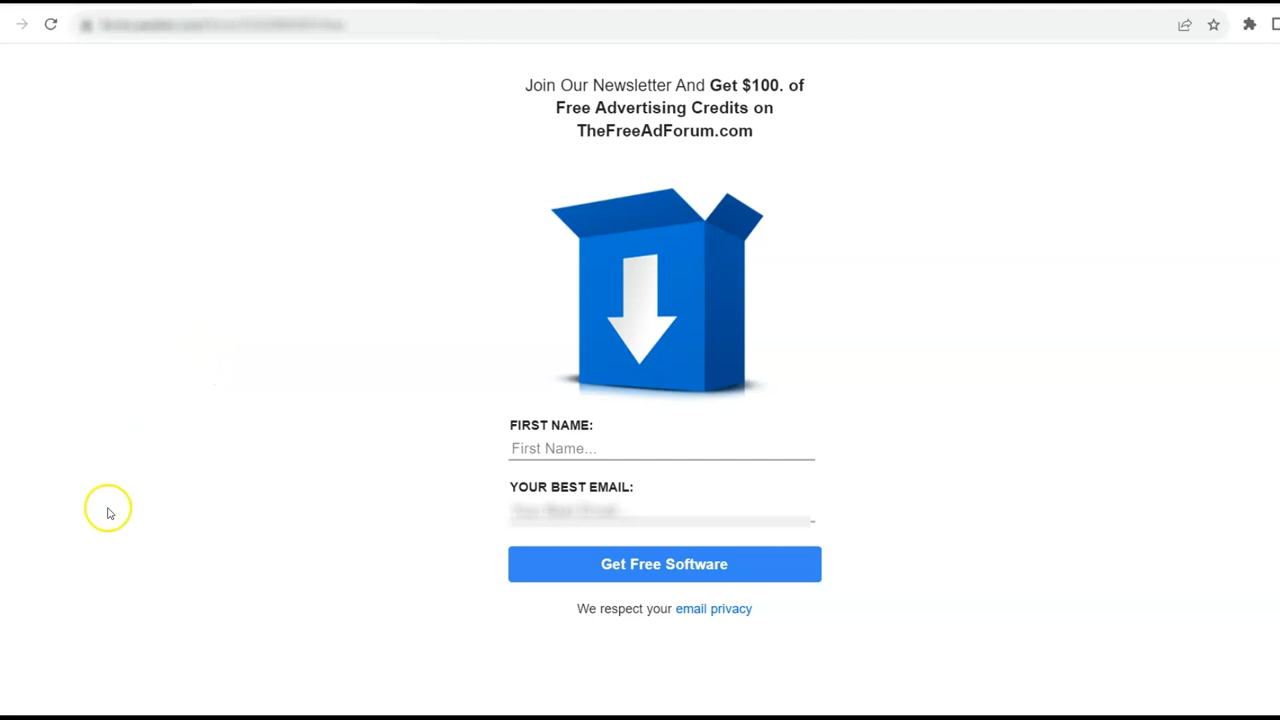 Join Our Newsletter And Get $100. of
Free Advertising Credits on
TheFreeAdForum.com
FIRST NAME:
First Name...
YOUR BEST EMAIL:
Get Free Software
We respect your email privacy